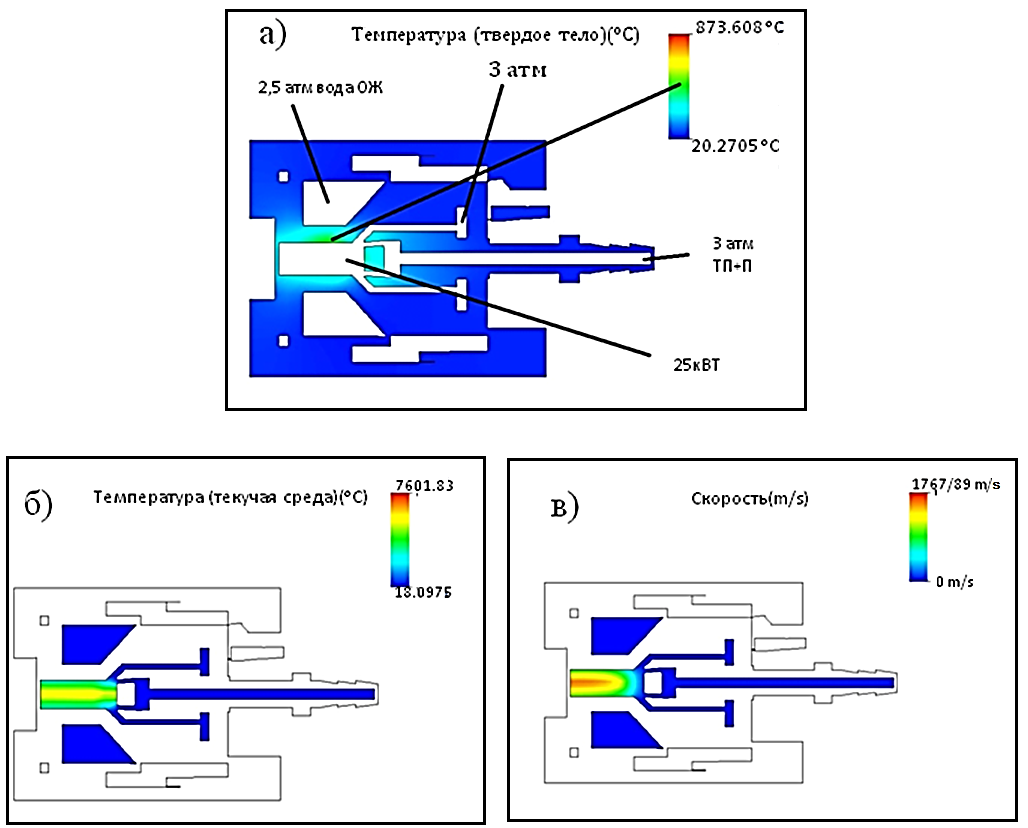 а)
Температура (твердое тело)(°С)
873.608°С
3 атм
2,5 атм вода ОЖ
20.2705°С
3 атм
ТП+П
25кВТ
б)
Температура (текучая среда)(°С)
7601.83
18.0975
в)
Скорость(m/s)
1767/89 m/s
0 m/s